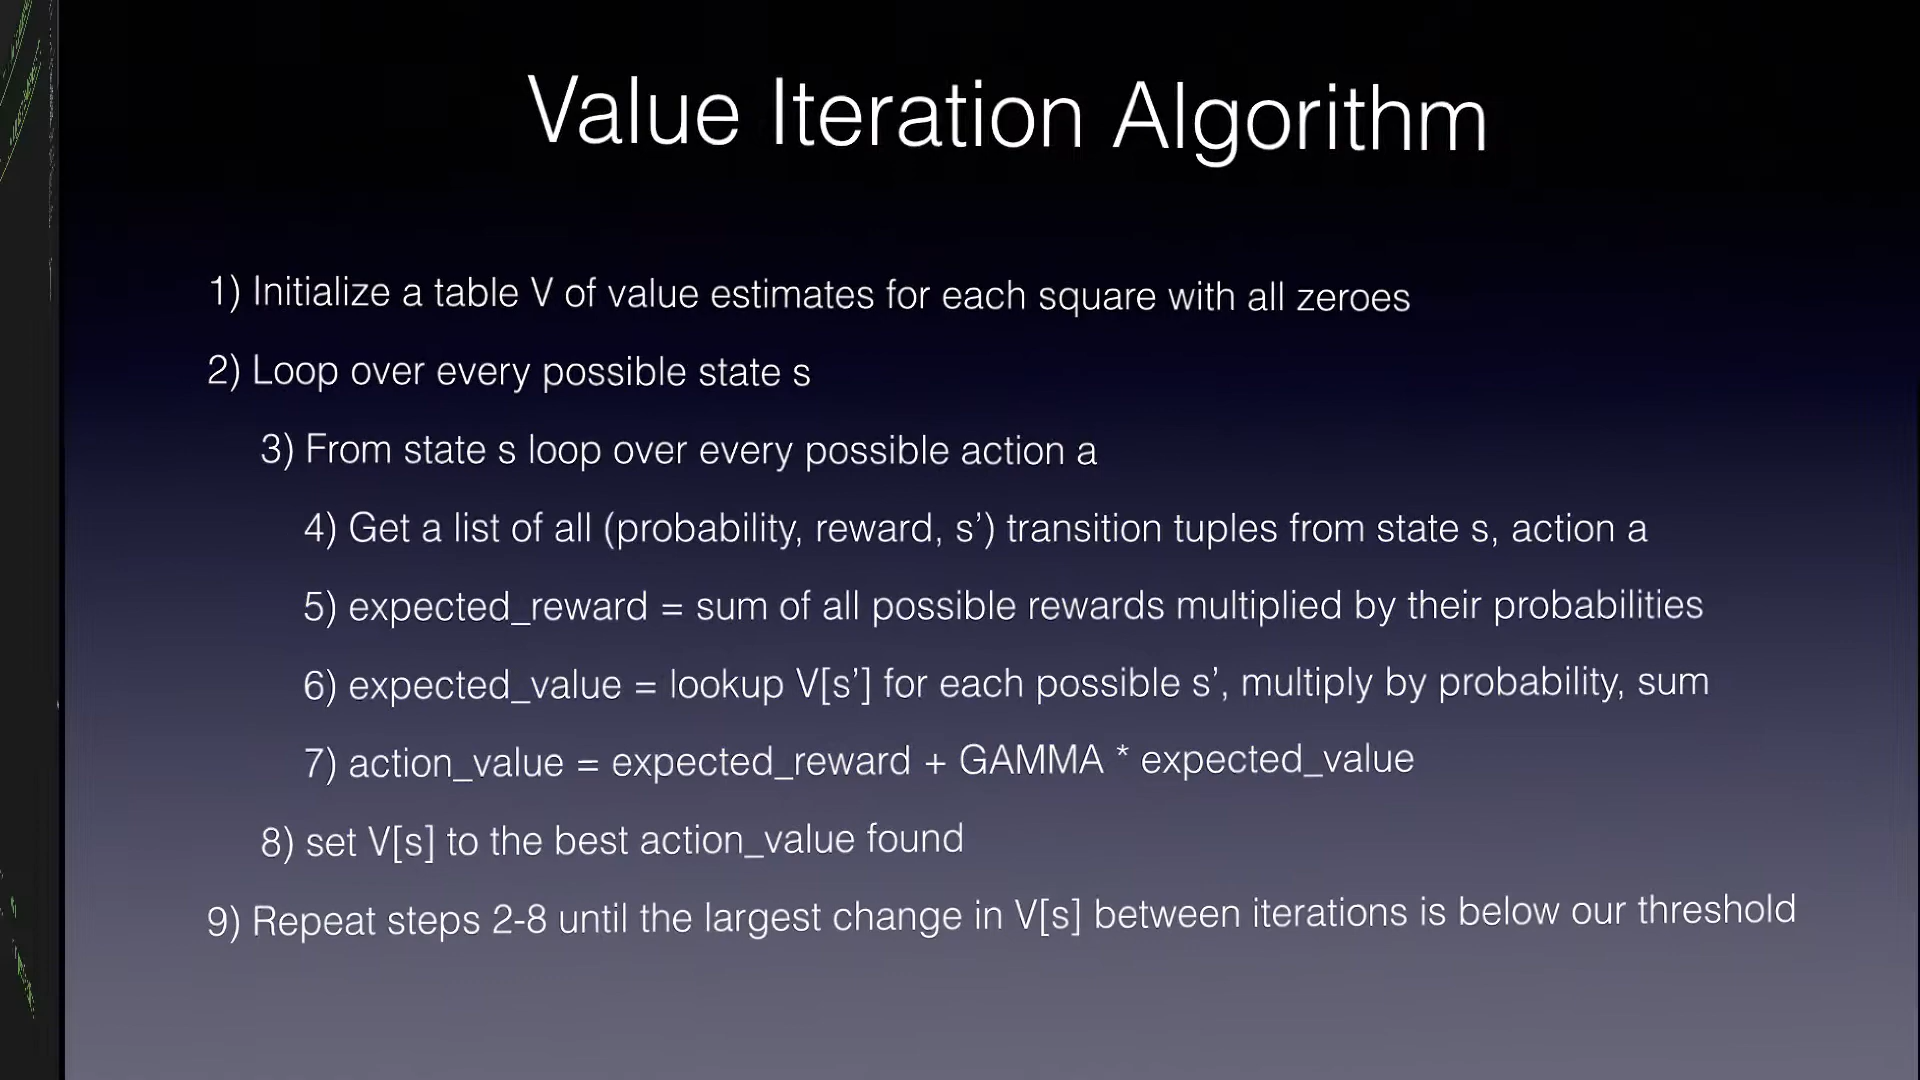 Value Iteration Algorithm
1) Initialize a table V of value estimates for each square with all zeroes
2) Loop over every possible state s
3) From state s loop over every possible action a
4) Get a list of all (probability, reward, s’) transition tuples from state s, action a
5) expected_reward = sum of all possible rewards multiplied by their probabilities
6) expected_value = lookup V[s’] for each possible s’, multiply by probability, sum
7) action_value = expected_reward + GAMMA * expected_value
8) set V[s] to the best action_value found
9) Repeat steps 2-8 until the largest change in V[s] between iterations is below our threshold